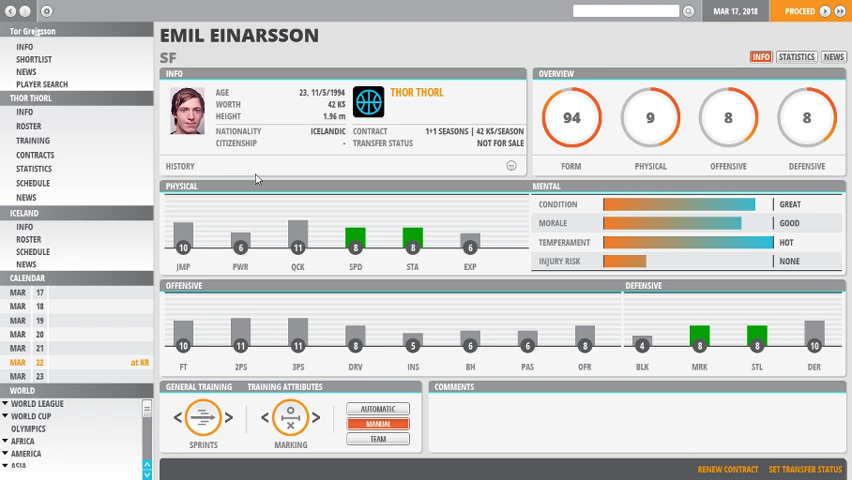 MAR 17, 2018
PROCEED
Tor Grejgsson
INFO
SHORTLIST
NEWS
PLAYER SEARCH
THOR THORL
INFO
ROSTER
TRAINING
CONTRACTS
STATISTICS
SCHEDULE
NEWS
ICELAND
INFO
ROSTER
SCHEDULE
NEWS
CALENDAR
MAR 17
MAR 18
MAR 19
MAR 20
MAR 21
MAR 22 at KR
MAR 23
WORLD
WORLD LEAGUE
WORLD CUP
OLYMPICS
AFRICA
AMERICA
ASIA
EMIL EINARSSON
SF
INFO STATISTICS NEWS
INFO
AGE 23, 11/5/1994
WORTH 42 K$
HEIGHT 1.96 m
NATIONALITY ICELANDIC
CITIZENSHIP -
THOR THORL
CONTRACT 1+1 SEASONS | 42 K$/SEASON
TRANSFER STATUS NOT FOR SALE
HISTORY
OVERVIEW
94 9 8 8
FORM PHYSICAL OFFENSIVE DEFENSIVE
PHYSICAL
10 6 11 8 8 6
JMP PWR QCK SPD STA EXP
MENTAL
CONDITION GREAT
MORALE GOOD
TEMPERAMENT HOT
INJURY RISK NONE
OFFENSIVE
10 11 11 8 5 6 6 8
FT 2PS 3PS DRV INS BH PAS OFR
DEFENSIVE
4 8 8 10
BLK MRK STL DER
GENERAL TRAINING TRAINING ATTRIBUTES
SPRINTS MARKING
AUTOMATIC
MANUAL
TEAM
COMMENTS
RENEW CONTRACT SET TRANSFER STATUS